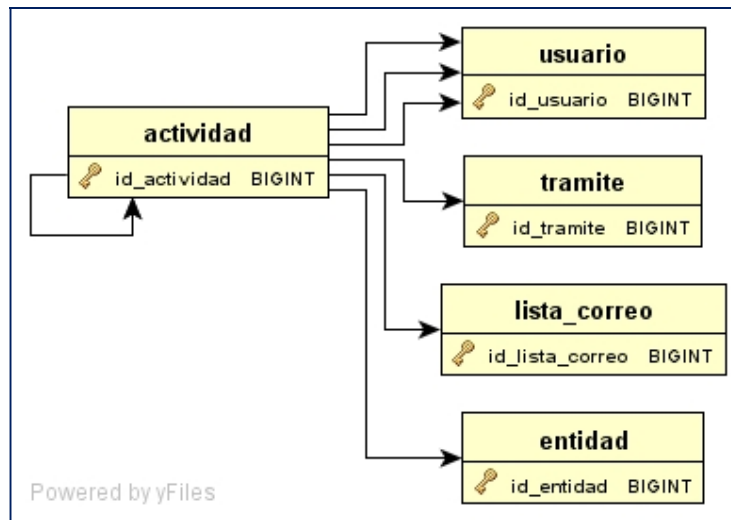 usuario
id_usuario BIGINT
actividad
id_actividad BIGINT
tramite
id_tramite BIGINT
lista_correo
id_lista_correo BIGINT
entidad
id_entidad BIGINT
Powered by yFiles